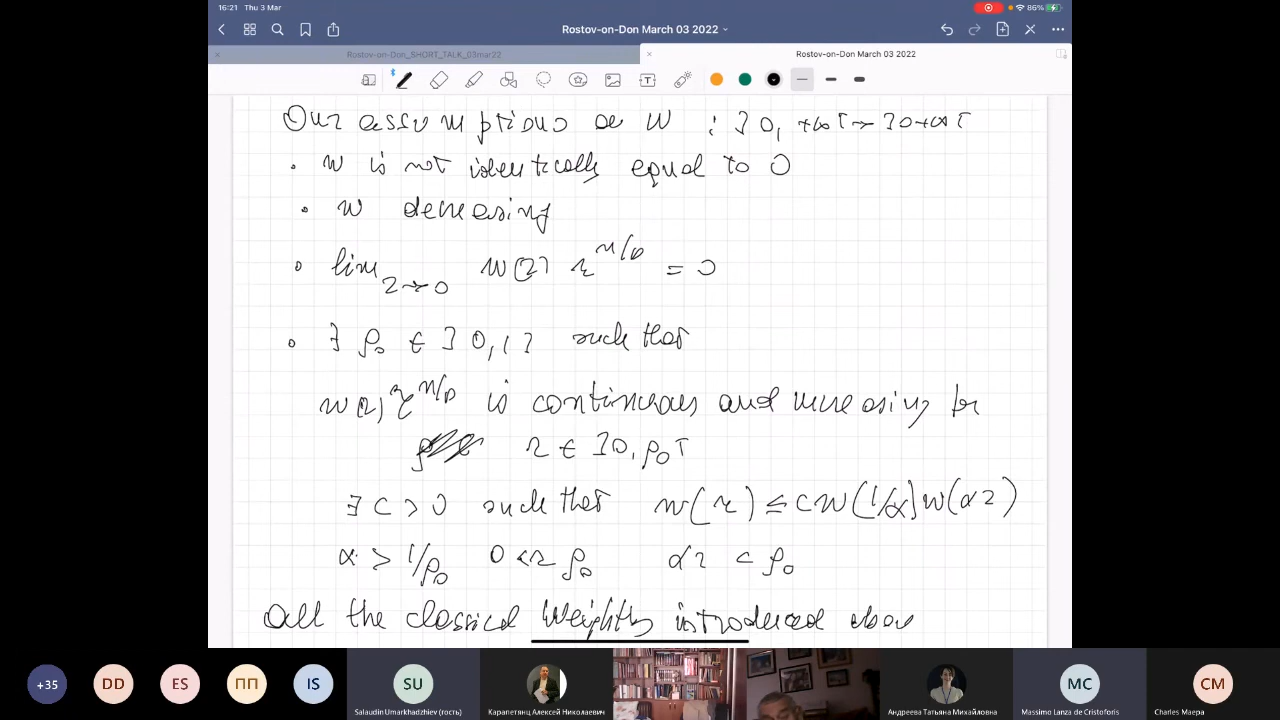 16:21 Thu 3 Mar
86%
Rostov-on-Don March 03 2022
Rostov-on-Don_SHORT_TALK_03mar22
Rostov-on-Don March 03 2022
Our assumptions on w : ]0, +∞[ → ]0 +∞[
• w is not identically equal to 0
• w decreasing
• lim r→0 w(r) r^n/p = 0
• ∃ ρ0 ∈ ]0,1] such that
w(r) r^n/p is continuous and increasing for
r ∈ ]0, ρ0[
∃ c > 0 such that w(r) ≤ c w(1/α) w(α r)
α > 1/ρ0 0 < r ρ0 αr < ρ0
All the classical weights introduced above
+35
DD
ES
ПП
IS
SU
MC
CM
Salaudin Umarkhadzhiev (гость)
Карапетянц Алексей Николаевич
Андреева Татьяна Михайловна
Massimo Lanza de Cristoforis
Charles Maepa